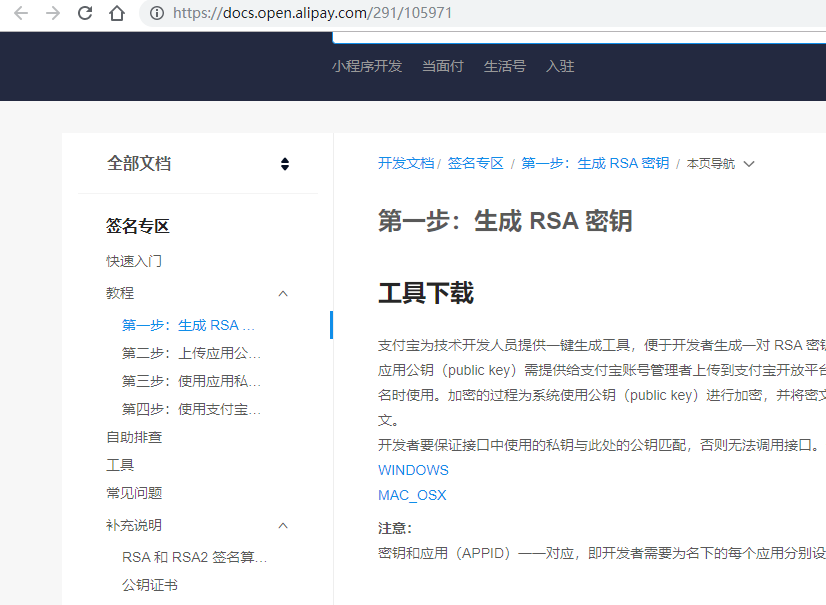 https://docs.open.alipay.com/291/105971
小程序开发 当面付 生活号 入驻
全部文档
签名专区
快速入门
教程
第一步：生成 RSA ...
第二步：上传应用公...
第三步：使用应用私...
第四步：使用支付宝...
自助排查
工具
常见问题
补充说明
RSA 和 RSA2 签名算...
公钥证书
开发文档 / 签名专区 / 第一步：生成 RSA 密钥 / 本页导航
第一步：生成 RSA 密钥
工具下载
支付宝为技术开发人员提供一键生成工具，便于开发者生成一对 RSA 密钥
应用公钥（public key）需提供给支付宝账号管理者上传到支付宝开放平台
名时使用。加密的过程为系统使用公钥（public key）进行加密，并将密文
文。
开发者要保证接口中使用的私钥与此处的公钥匹配，否则无法调用接口。
WINDOWS
MAC_OSX
注意：
密钥和应用（APPID）一一对应，即开发者需要为名下的每个应用分别设